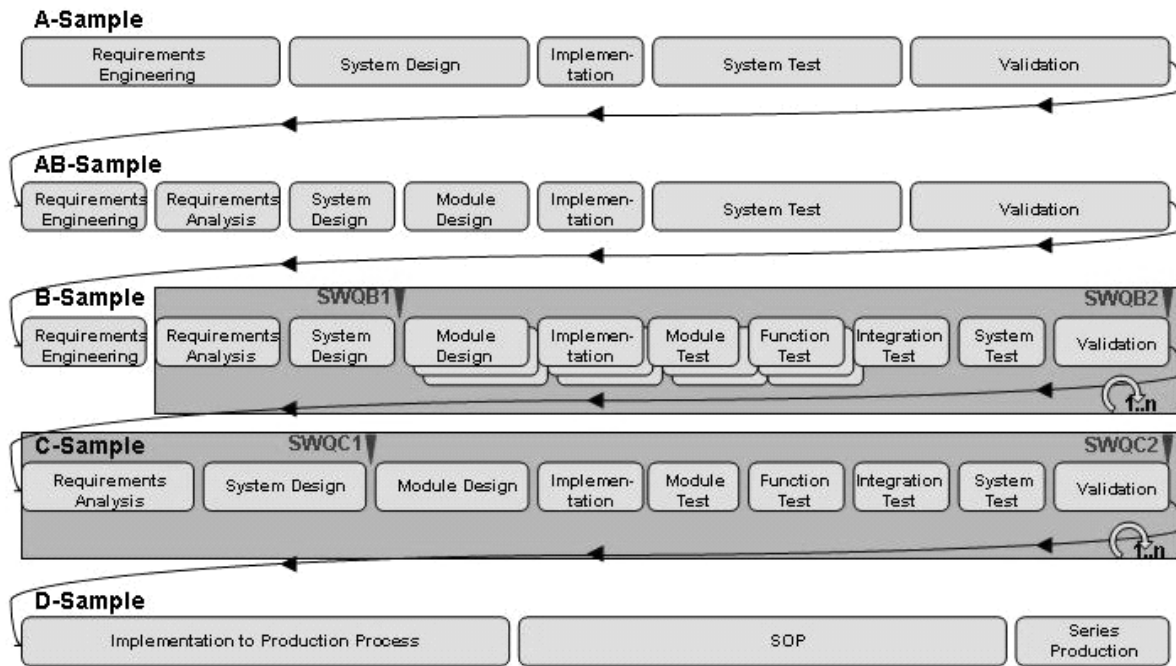 A-Sample
Requirements
Engineering
System Design
Implemen-
tation
System Test
Validation
AB-Sample
Requirements
Engineering
Requirements
Analysis
System
Design
Module
Design
Implemen-
tation
System Test
Validation
B-Sample
SWQB1
SWQB2
Requirements
Engineering
Requirements
Analysis
System
Design
Module
Design
Implemen-
tation
Module
Test
Function
Test
Integration
Test
System
Test
Validation
1..n
C-Sample
SWQC1
SWQC2
Requirements
Analysis
System Design
Module Design
Implemen-
tation
Module
Test
Function
Test
Integration
Test
System
Test
Validation
1..n
D-Sample
Implementation to Production Process
SOP
Series
Production